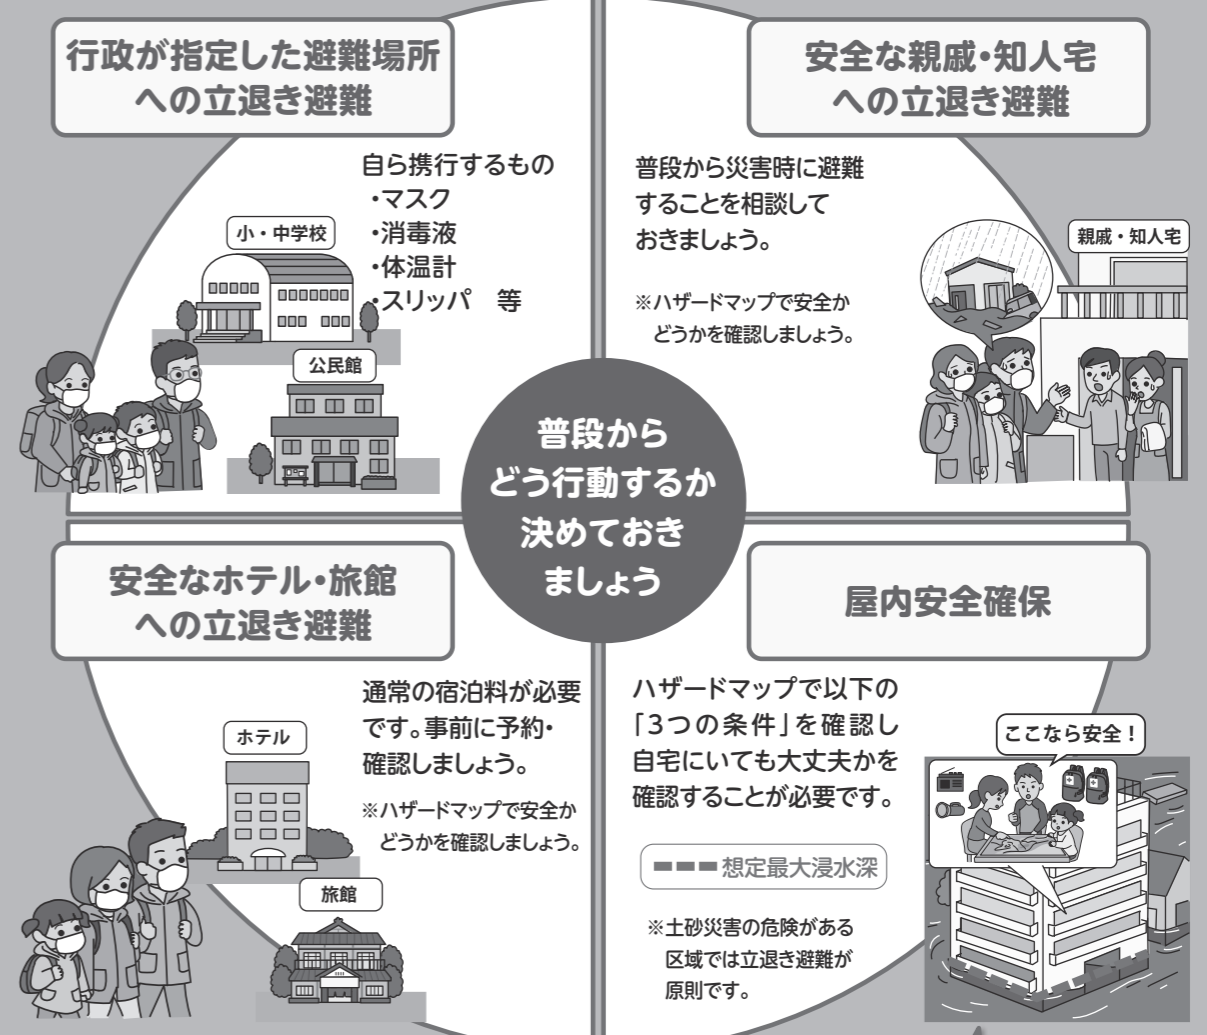 行政が指定した避難場所
への立退き避難
自ら携行するもの
・マスク
・消毒液
・体温計
・スリッパ　等
小・中学校
公民館
安全な親戚・知人宅
への立退き避難
普段から災害時に避難
することを相談して
おきましょう。
※ハザードマップで安全か
どうかを確認しましょう。
親戚・知人宅
普段から
どう行動するか
決めておき
ましょう
安全なホテル・旅館
への立退き避難
通常の宿泊料が必要
です。事前に予約・
確認しましょう。
※ハザードマップで安全か
どうかを確認しましょう。
ホテル
旅館
屋内安全確保
ハザードマップで以下の
「3つの条件」を確認し
自宅にいても大丈夫かを
確認することが必要です。
想定最大浸水深
※土砂災害の危険がある
区域では立退き避難が
原則です。
ここなら安全！